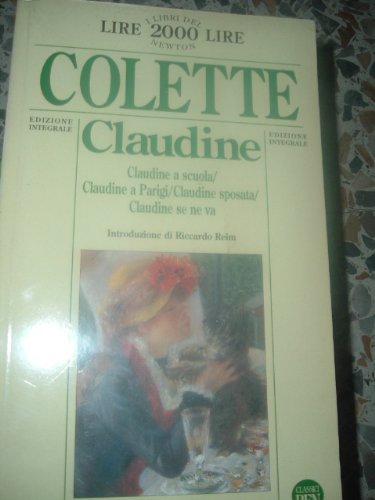 I LIBRI DEL
LIRE 2000 LIRE
NEWTON
COLETTE
EDIZIONE
INTEGRALE
EDIZIONE
INTEGRALE
Claudine
Claudine a scuola/
Claudine a Parigi/Claudine sposata/
Claudine se ne va
Introduzione di Riccardo Reim
CLASSICI
BEN